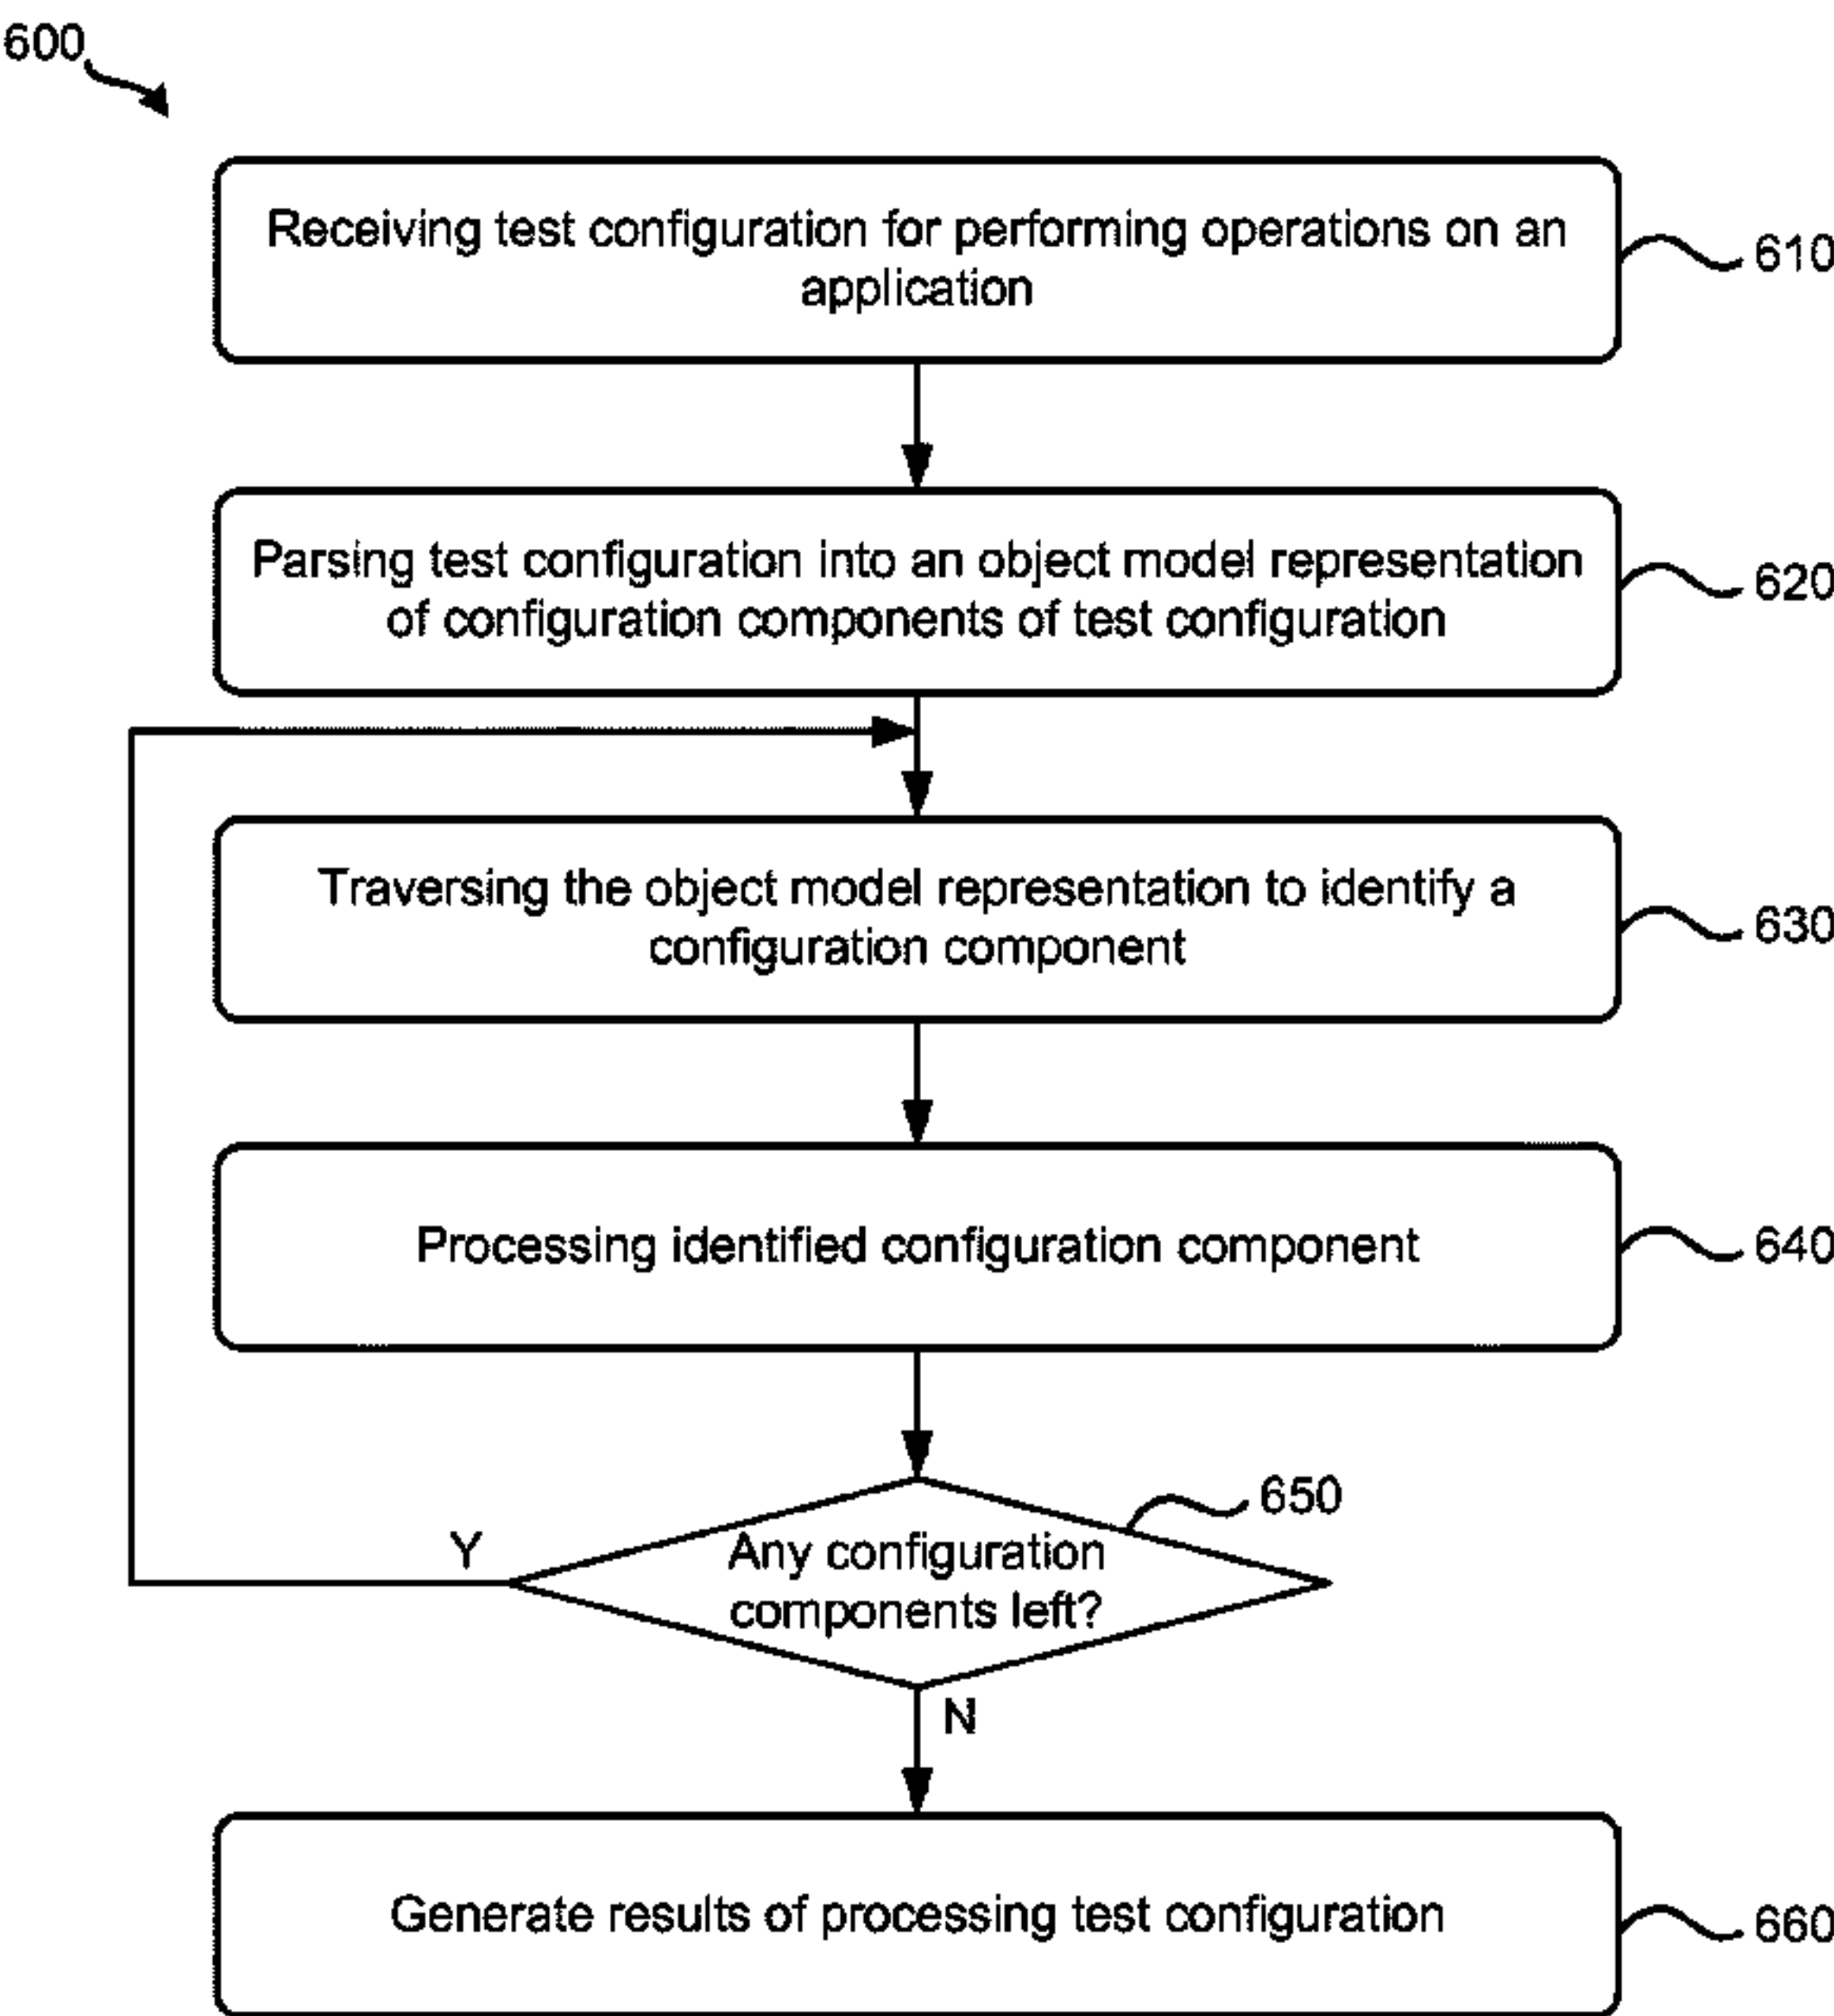 600
Receiving test configuration for performing operations on an
application
610
Parsing test configuration into an object model representation
of configuration components of test configuration
620
Traversing the object model representation to identify a
configuration component
630
Processing identified configuration component
640
650
Any configuration
components left?
Y
N
Generate results of processing test configuration
660